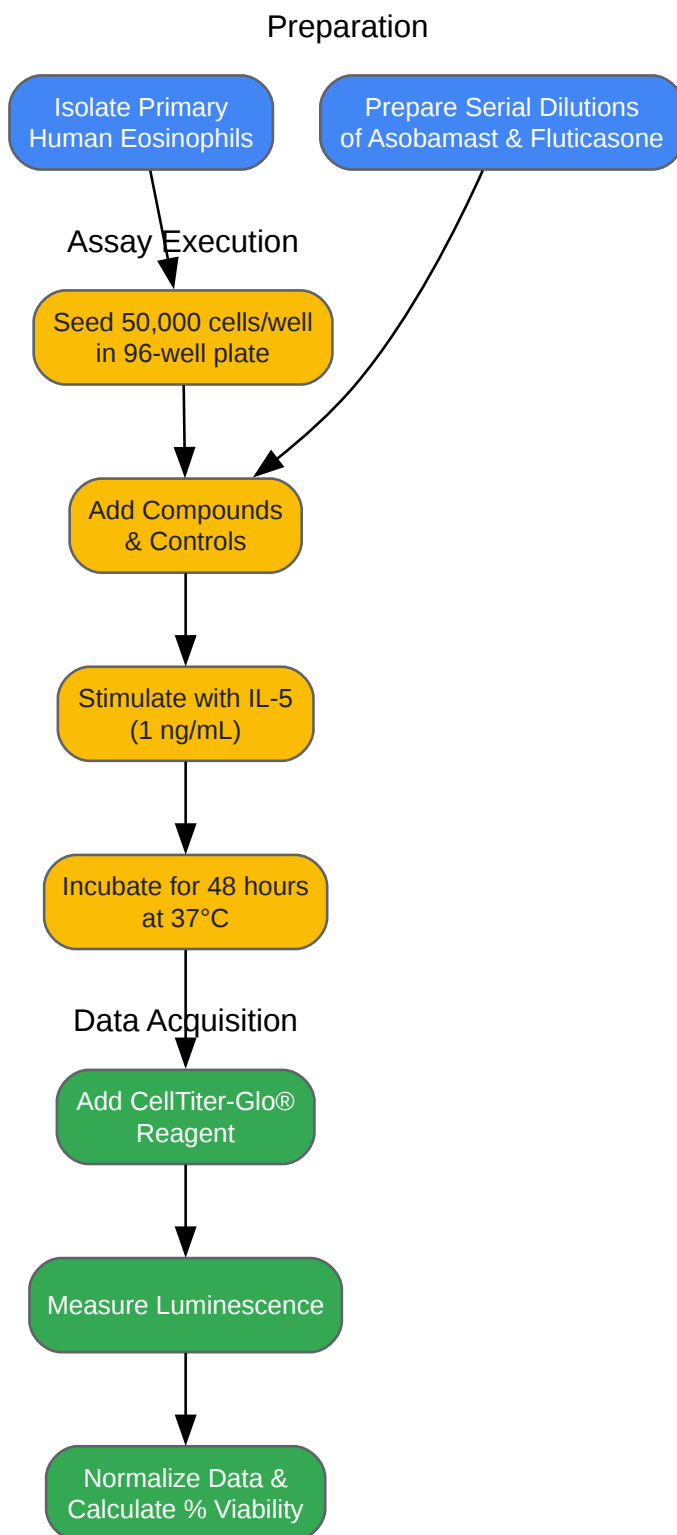 Preparation
Isolate Primary
Human Eosinophils
Prepare Serial Dilutions
of Asobamast & Fluticasone
Assay Execution
Seed 50,000 cells/well
in 96-well plate
Add Compounds
& Controls
Stimulate with IL-5
(1 ng/mL)
Incubate for 48 hours
at 37°C
Data Acquisition
Add CellTiter-Glo®
Reagent
Measure Luminescence
Normalize Data &
Calculate % Viability